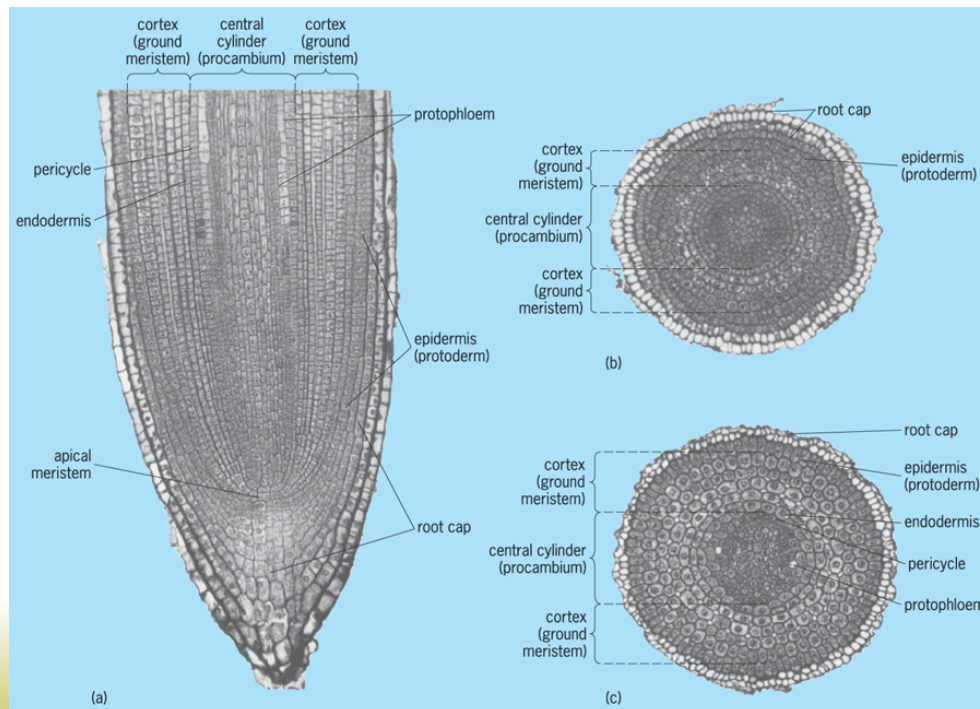 cortex
(ground
meristem)
central
cylinder
(procambium)
cortex
(ground
meristem)
protophloem
pericycle
endodermis
epidermis
(protoderm)
apical
meristem
root cap
(a)
root cap
epidermis
(protoderm)
cortex
(ground
meristem)
central cylinder
(procambium)
cortex
(ground
meristem)
(b)
root cap
epidermis
(protoderm)
cortex
(ground
meristem)
endodermis
central cylinder
(procambium)
pericycle
protophloem
cortex
(ground
meristem)
(c)